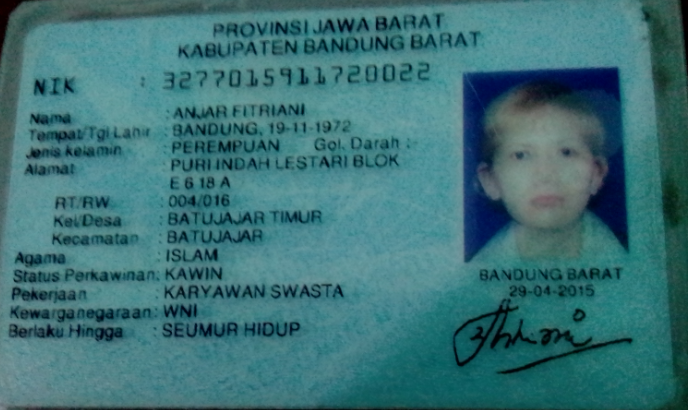 PROVINSI JAWA BARAT
KABUPATEN BANDUNG BARAT
NIK : 3277015911720022
Nama : ANJAR FITRIANI
Tempat/Tgl Lahir : BANDUNG, 19-11-1972
Jenis kelamin : PEREMPUAN Gol. Darah : -
Alamat : PURI INDAH LESTARI BLOK
E 6 18 A
RT/RW : 004/016
Kel/Desa : BATUJAJAR TIMUR
Kecamatan : BATUJAJAR
Agama : ISLAM
Status Perkawinan: KAWIN
Pekerjaan : KARYAWAN SWASTA
Kewarganegaraan: WNI
Berlaku Hingga : SEUMUR HIDUP
BANDUNG BARAT
29-04-2015